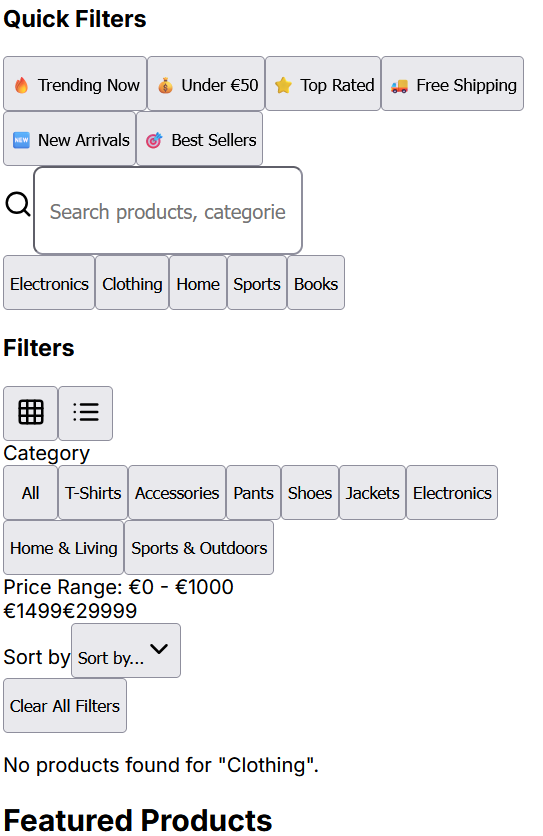 Quick Filters
🔥 Trending Now 💰 Under €50 ⭐ Top Rated 🚚 Free Shipping
🆕 New Arrivals 🎯 Best Sellers
Search products, categorie
Electronics Clothing Home Sports Books
Filters
Category
All T-Shirts Accessories Pants Shoes Jackets Electronics
Home & Living Sports & Outdoors
Price Range: €0 - €1000
€1499€29999
Sort by Sort by...
Clear All Filters
No products found for "Clothing".
Featured Products